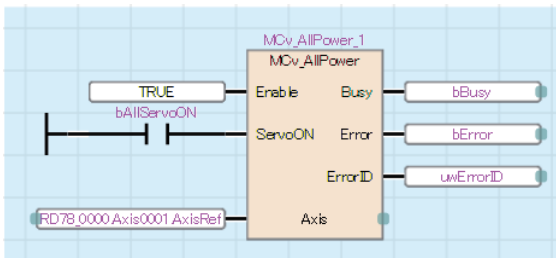 MCv_AllPower_1
MCv_AllPower
TRUE Enable Busy bBusy
bAllServoON
ServoON Error bError
ErrorID uwErrorID
RD78_0000.Axis0001.AxisRef Axis